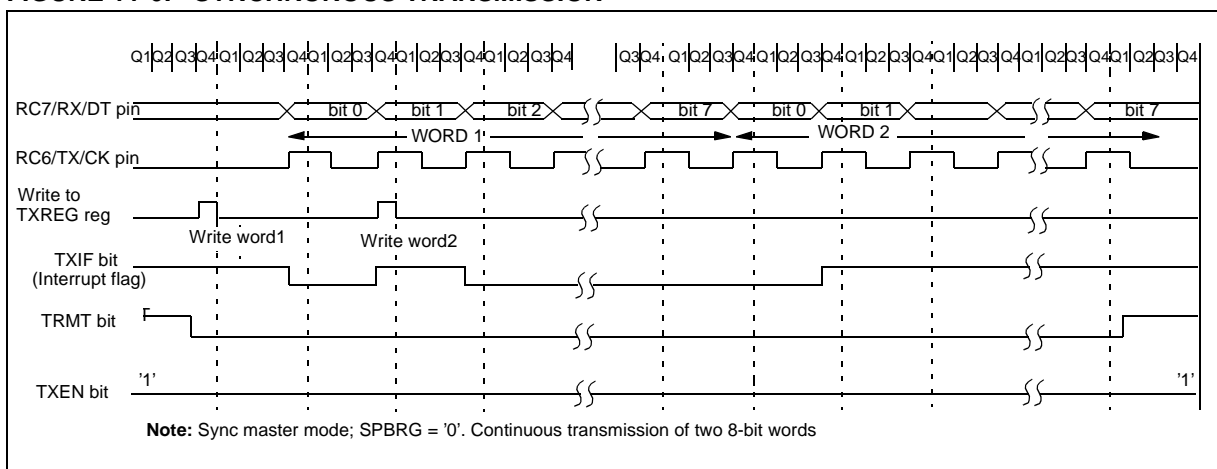 Q1 Q2 Q3 Q4 Q1 Q2 Q3 Q4 Q1 Q2 Q3 Q4 Q1 Q2 Q3 Q4 Q1 Q2 Q3 Q4 Q3 Q4 Q1 Q2 Q3 Q4 Q1 Q2 Q3 Q4 Q1 Q2 Q3 Q4 Q1 Q2 Q3 Q4 Q1 Q2 Q3 Q4
RC7/RX/DT pin bit 0 bit 1 bit 2 bit 7 bit 0 bit 1 bit 7
WORD 1 WORD 2
RC6/TX/CK pin
Write to
TXREG reg
Write word1 Write word2
TXIF bit
(Interrupt flag)
TRMT bit
'1' '1'
TXEN bit
Note: Sync master mode; SPBRG = '0'. Continuous transmission of two 8-bit words